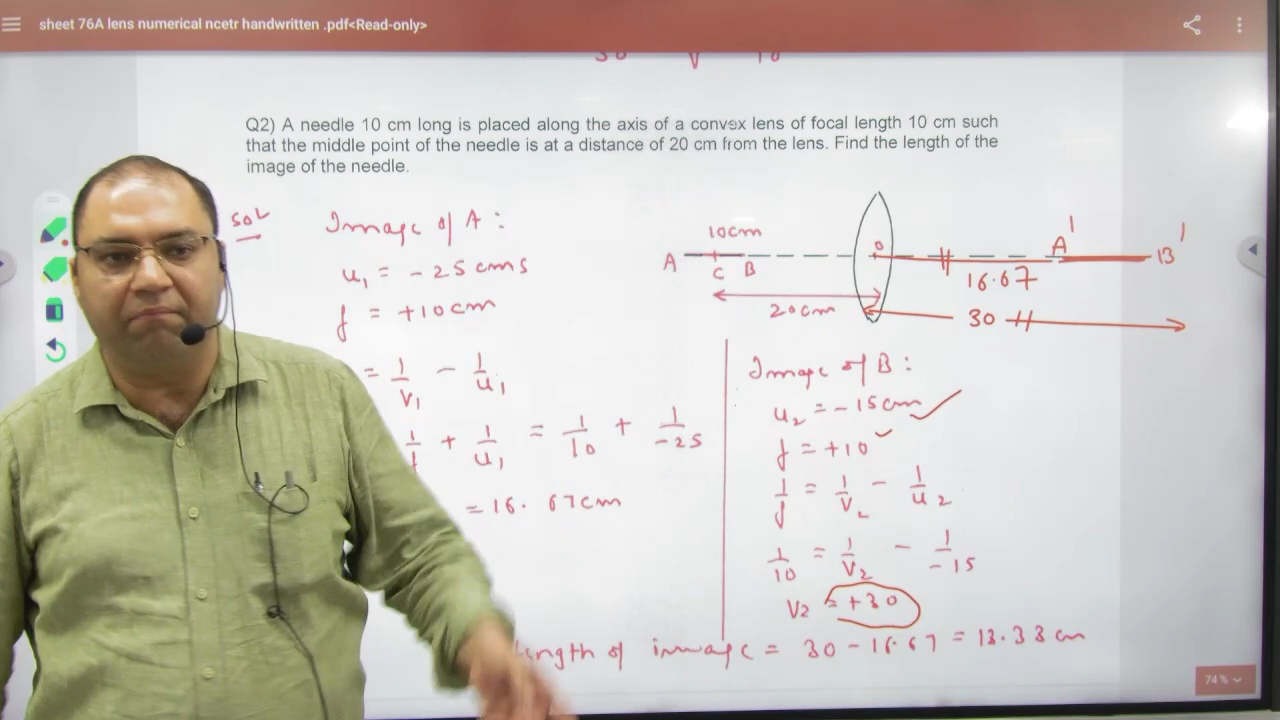 sheet 76A lens numerical ncetr handwritten .pdf<Read-only>
Q2) A needle 10 cm long is placed along the axis of a convex lens of focal length 10 cm such
that the middle point of the needle is at a distance of 20 cm from the lens. Find the length of the
image of the needle.
Sol
Image of A :
u₁ = - 25 cms
f = +10cm
= 1/v₁ - 1/u₁
1/f + 1/u₁ = 1/10 + 1/-25
= 16.67cm
10cm
A C B O A' B'
16.67
20cm
30
Image of B :
u₂ = -15cm
f = +10
1/f = 1/v₂ - 1/u₂
1/10 = 1/v₂ - 1/-15
v₂ = +30
Length of image = 30 - 16.67 = 13.33 cm
74%